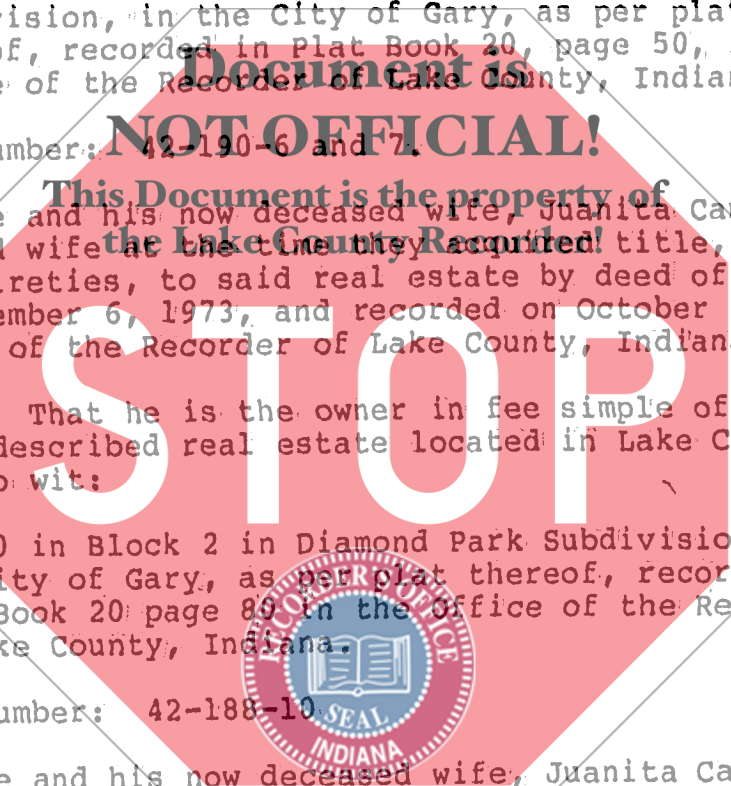 ision, in the City of Gary, as per plat
of, recorded in Plat Book 20, page 50,
of the Recorder of Lake County, Indian
Document is
umber: 42-190-6 and 7.
NOT OFFICIAL!
This Document is the property of
the Lake County Recorder!
e and his now deceased wife, Juanita Ca
wife at the time they acquired title,
ireties, to said real estate by deed of
ember 6, 1973, and recorded on October
of the Recorder of Lake County, Indian
STOP
That he is the owner in fee simple of
described real estate located in Lake C
o wit:
0 in Block 2 in Diamond Park Subdivisio
ity of Gary, as per plat thereof, recor
Book 20 page 80 in the Office of the Re
ke County, Indiana.
RECORDER'S OFFICE
SEAL
INDIANA
umber: 42-188-10
e and his now deceased wife, Juanita Ca